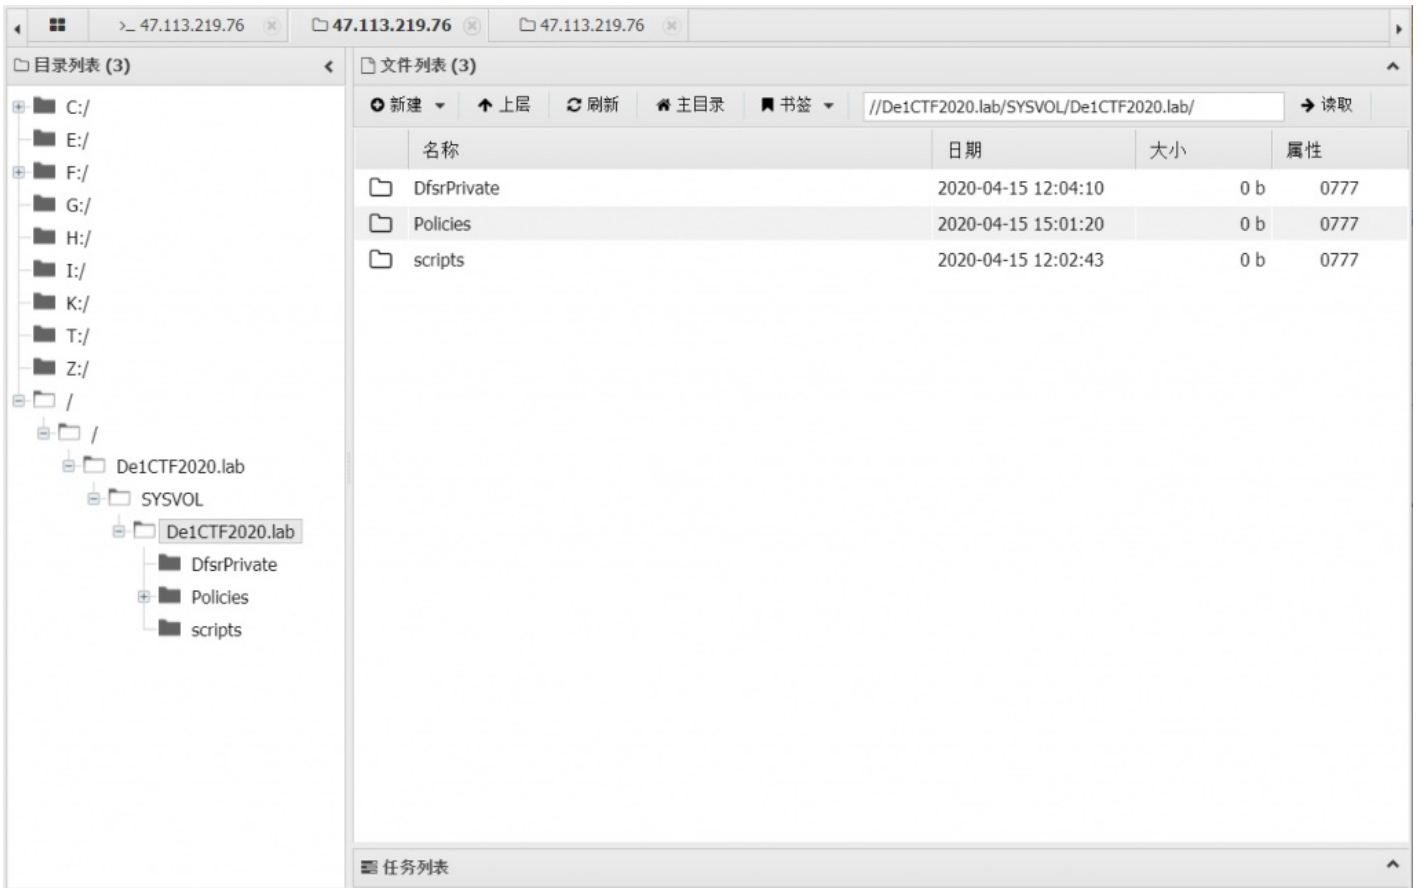 >_ 47.113.219.76
47.113.219.76
47.113.219.76
目录列表 (3)
C:/
E:/
F:/
G:/
H:/
I:/
K:/
T:/
Z:/
/
/
De1CTF2020.lab
SYSVOL
De1CTF2020.lab
DfsrPrivate
Policies
scripts
文件列表 (3)
新建 上层 刷新 主目录 书签 //De1CTF2020.lab/SYSVOL/De1CTF2020.lab/ 读取
名称 日期 大小 属性
DfsrPrivate 2020-04-15 12:04:10 0 b 0777
Policies 2020-04-15 15:01:20 0 b 0777
scripts 2020-04-15 12:02:43 0 b 0777
任务列表